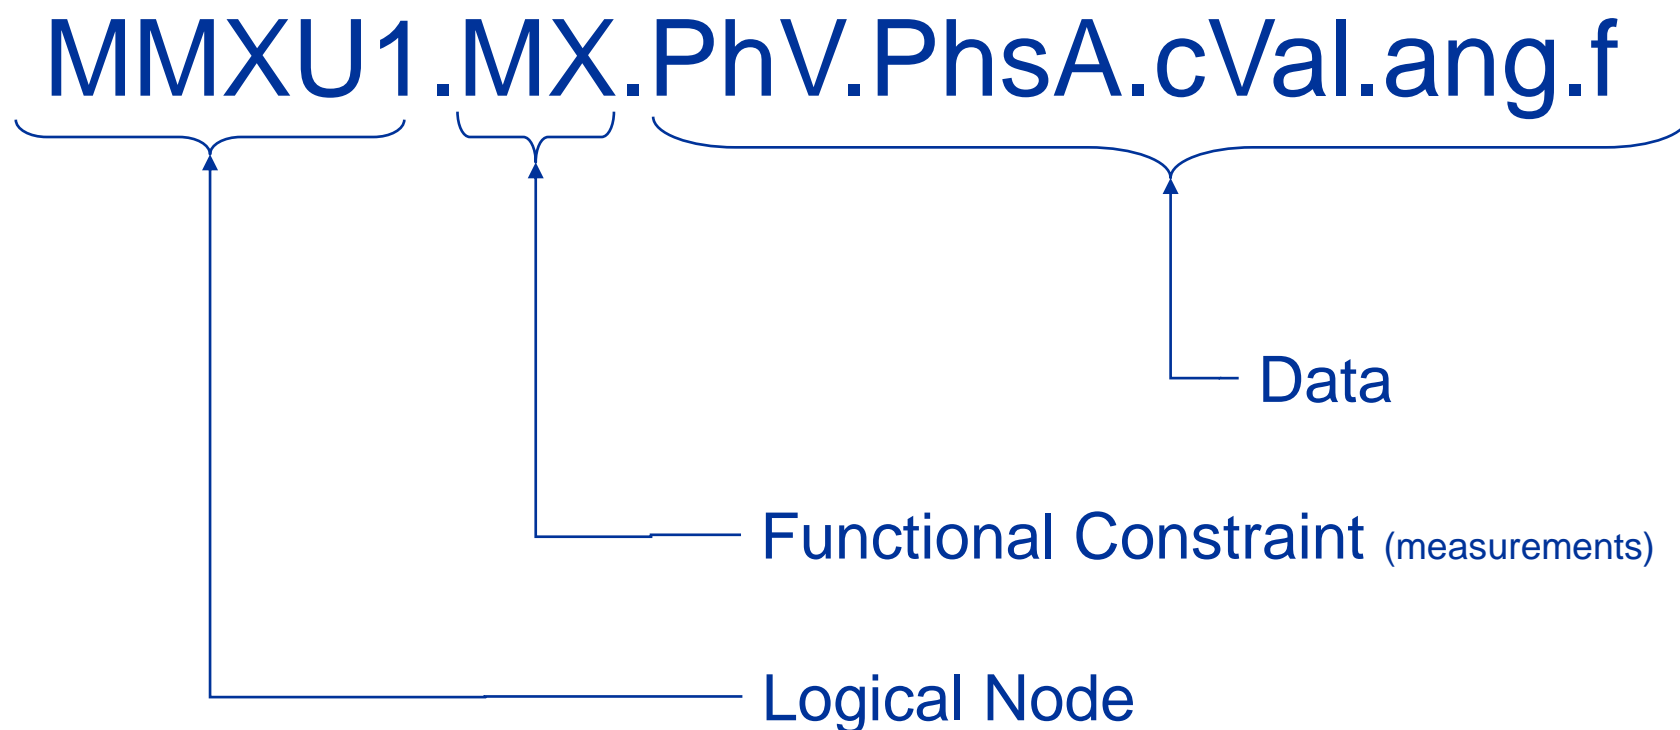 MMXU1.MX.PhV.PhsA.cVal.ang.f
Data
Functional Constraint (measurements)
Logical Node